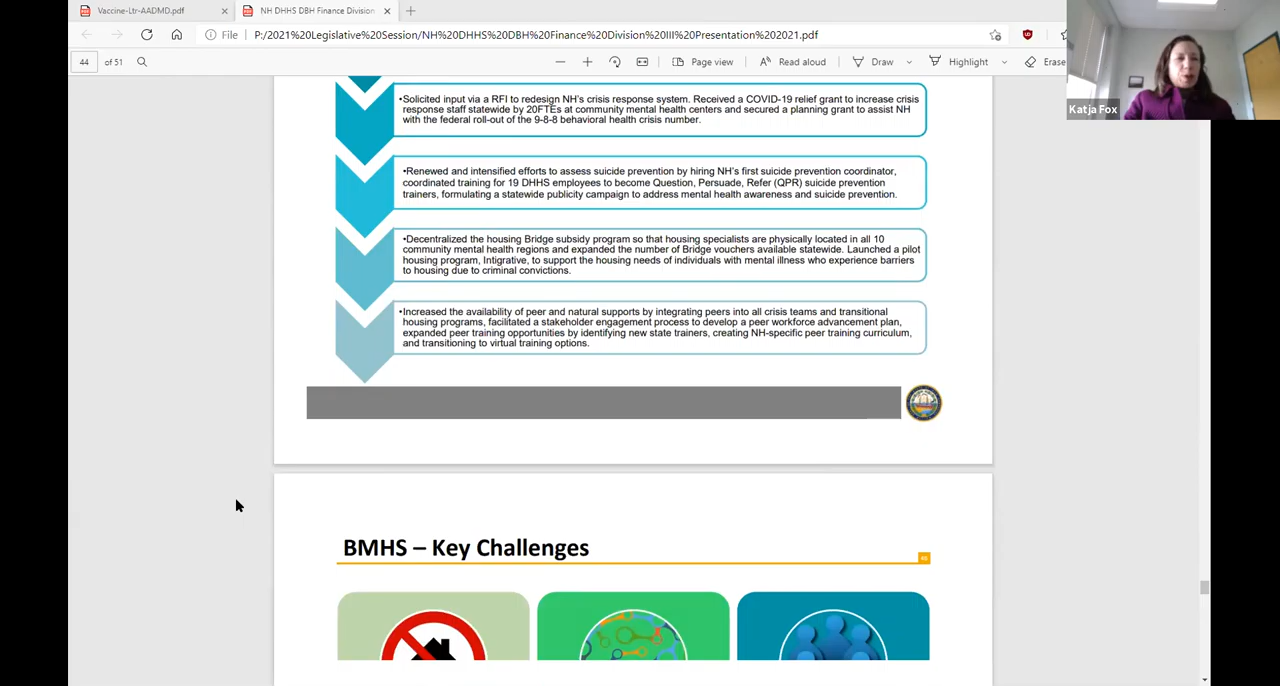 Vaccine-Ltr-AADMD.pdf
NH DHHS DBH Finance Division
File
P:/2021%20Legislative%20Session/NH%20DHHS%20DBH%20Finance%20Division%20III%20Presentation%202021.pdf
44 of 51
Page view
Read aloud
Draw
Highlight
Erase
Katja Fox
•Solicited input via a RFI to redesign NH's crisis response system. Received a COVID-19 relief grant to increase crisis
response staff statewide by 20FTEs at community mental health centers and secured a planning grant to assist NH
with the federal roll-out of the 9-8-8 behavioral health crisis number.
•Renewed and intensified efforts to assess suicide prevention by hiring NH's first suicide prevention coordinator,
coordinated training for 19 DHHS employees to become Question, Persuade, Refer (QPR) suicide prevention
trainers, formulating a statewide publicity campaign to address mental health awareness and suicide prevention.
•Decentralized the housing Bridge subsidy program so that housing specialists are physically located in all 10
community mental health regions and expanded the number of Bridge vouchers available statewide. Launched a pilot
housing program, Intigrative, to support the housing needs of individuals with mental illness who experience barriers
to housing due to criminal convictions.
•Increased the availability of peer and natural supports by integrating peers into all crisis teams and transitional
housing programs, facilitated a stakeholder engagement process to develop a peer workforce advancement plan,
expanded peer training opportunities by identifying new state trainers, creating NH-specific peer training curriculum,
and transitioning to virtual training options.
BMHS – Key Challenges